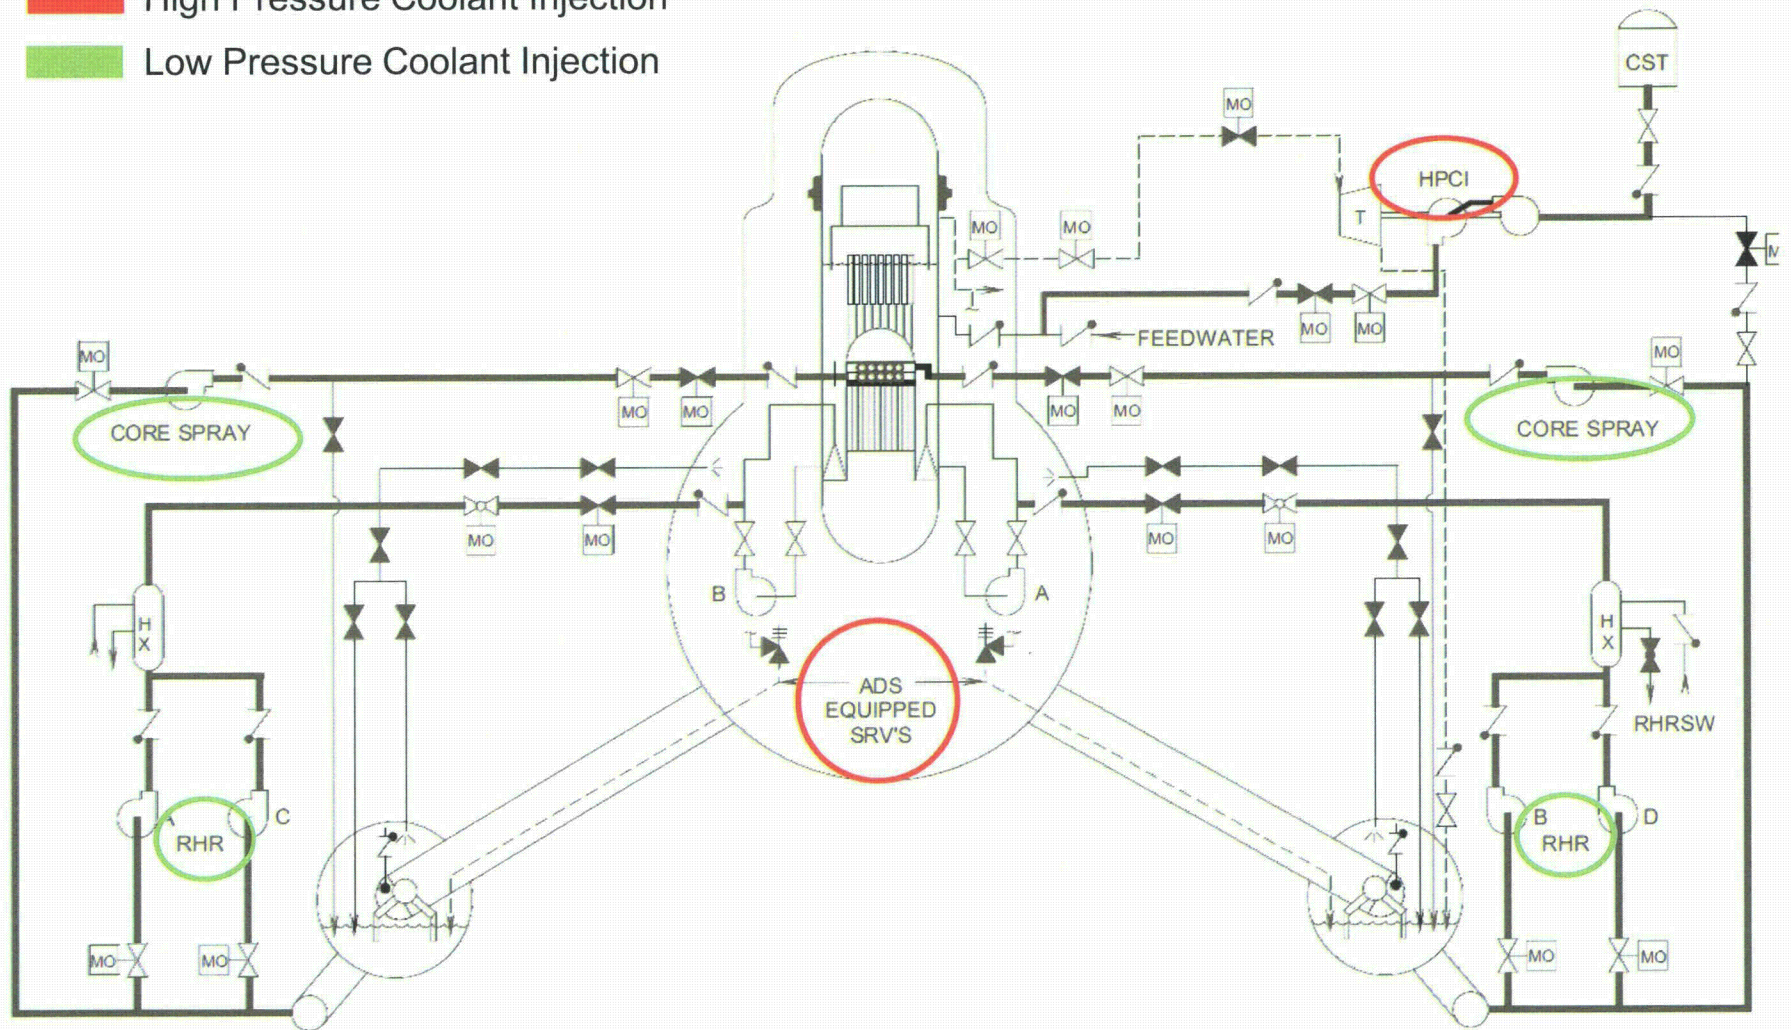 High Pressure Coolant Injection
Low Pressure Coolant Injection
CST
MO
HPCI
T
MO
MO
M
FEEDWATER
MO
MO
MO
MO
MO
MO
MO
MO
CORE SPRAY
CORE SPRAY
MO
MO
MO
MO
B
A
H
X
H
X
ADS
EQUIPPED
SRV'S
RHRSW
A
C
RHR
B
D
RHR
MO
MO
MO
MO